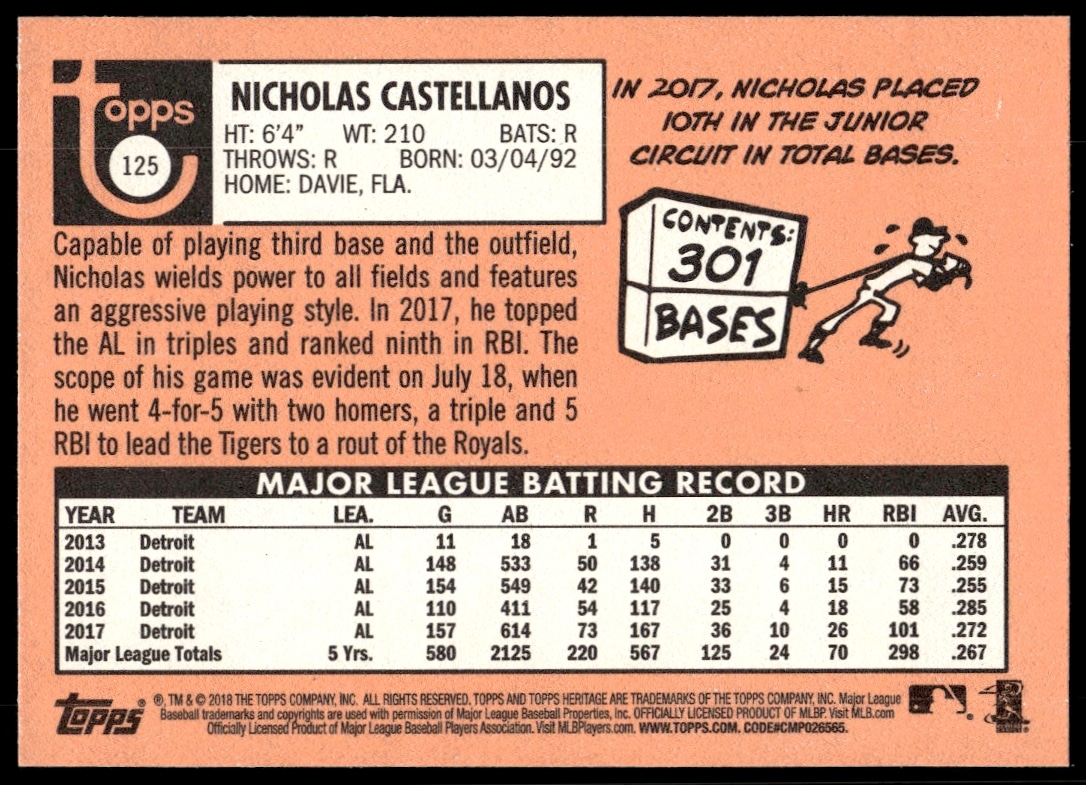 topps
125
NICHOLAS CASTELLANOS
HT: 6'4" WT: 210 BATS: R
THROWS: R BORN: 03/04/92
HOME: DAVIE, FLA.
IN 2017, NICHOLAS PLACED
10TH IN THE JUNIOR
CIRCUIT IN TOTAL BASES.
CONTENTS:
301
BASES
Capable of playing third base and the outfield,
Nicholas wields power to all fields and features
an aggressive playing style. In 2017, he topped
the AL in triples and ranked ninth in RBI. The
scope of his game was evident on July 18, when
he went 4-for-5 with two homers, a triple and 5
RBI to lead the Tigers to a rout of the Royals.
MAJOR LEAGUE BATTING RECORD
YEAR TEAM LEA. G AB R H 2B 3B HR RBI AVG.
2013 Detroit AL 11 18 1 5 0 0 0 0 .278
2014 Detroit AL 148 533 50 138 31 4 11 66 .259
2015 Detroit AL 154 549 42 140 33 6 15 73 .255
2016 Detroit AL 110 411 54 117 25 4 18 58 .285
2017 Detroit AL 157 614 73 167 36 10 26 101 .272
Major League Totals 5 Yrs. 580 2125 220 567 125 24 70 298 .267
Topps®
®, TM & © 2018 THE TOPPS COMPANY, INC. ALL RIGHTS RESERVED. TOPPS AND TOPPS HERITAGE ARE TRADEMARKS OF THE TOPPS COMPANY, INC. Major League
Baseball trademarks and copyrights are used with permission of Major League Baseball Properties, Inc. OFFICIALLY LICENSED PRODUCT OF MLBP. Visit MLB.com
Officially Licensed Product of Major League Baseball Players Association. Visit MLBPlayers.com. WWW.TOPPS.COM. CODE#CMP026565.